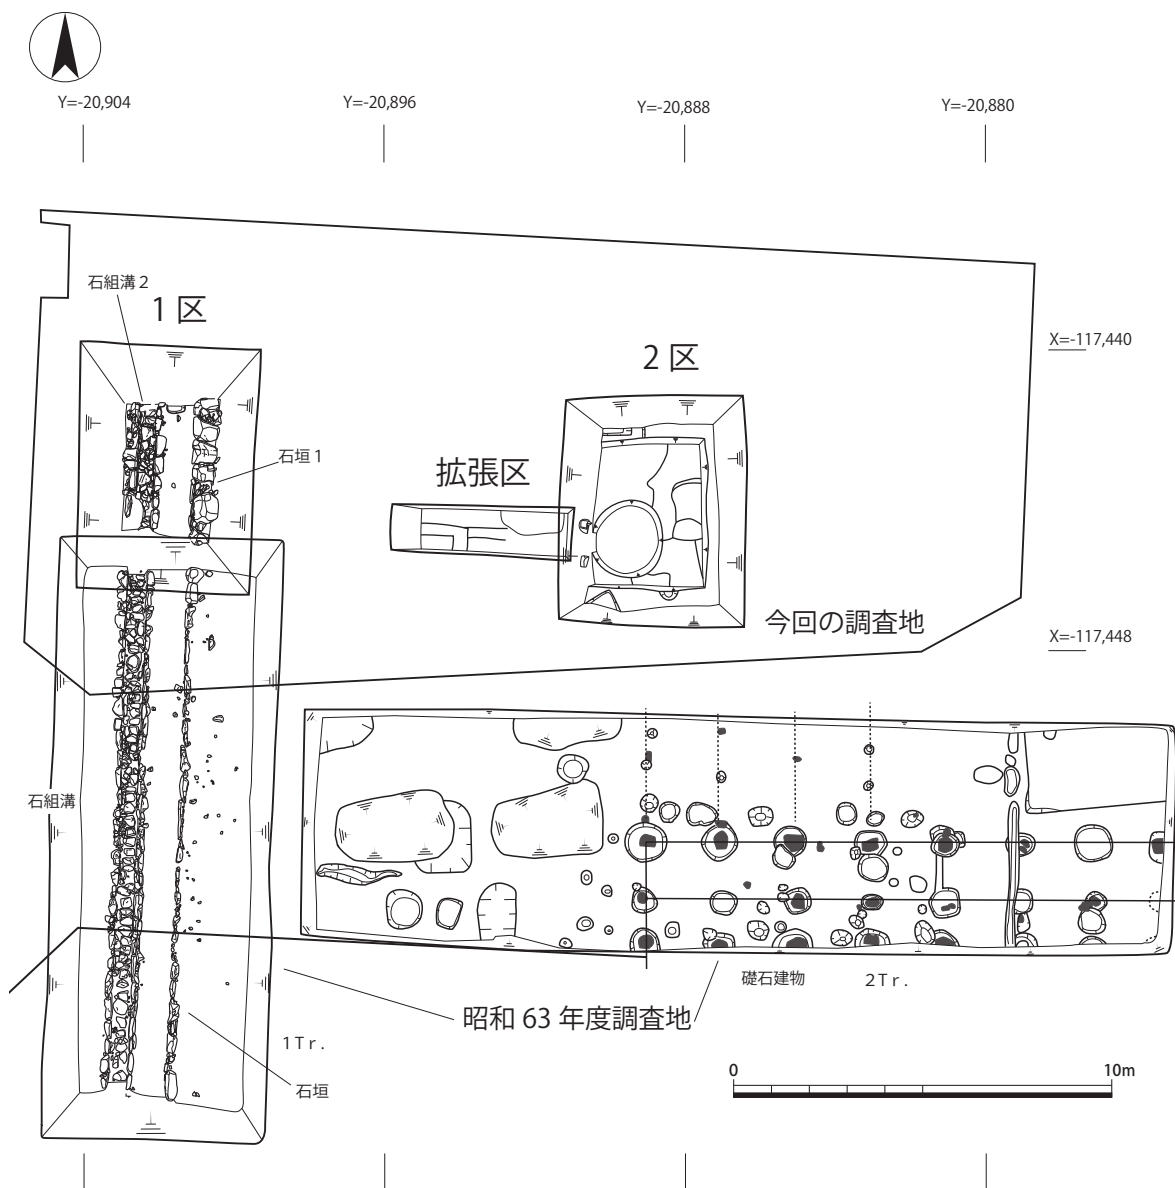 Y=-20,904
Y=-20,896
Y=-20,888
Y=-20,880
石組溝2
1 区
X=-117,440
2 区
石垣1
拡張区
今回の調査地
X=-117,448
石組溝
礎石建物
2Tr.
昭和 63 年度調査地
1Tr.
石垣
0
10m